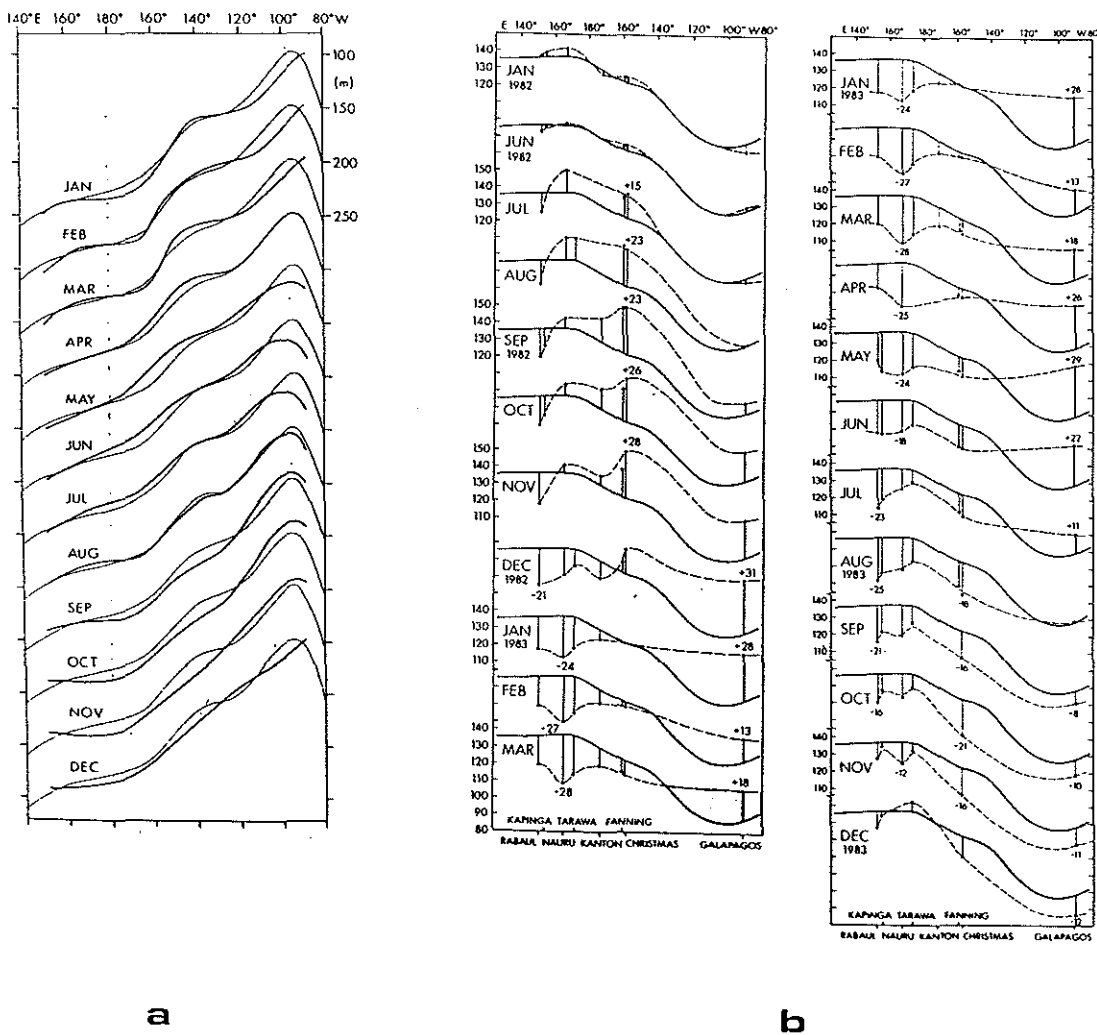 140°E 160° 180° 160° 140° 120° 100° 80°W
100
(m)
150
200
250
JAN
FEB
MAR
APR
MAY
JUN
JUL
AUG
SEP
OCT
NOV
DEC
a
E 140° 160° 180° 160° 140° 120° 100° W80°
140
130
120
JAN
1982
JUN
1982
150
140
130
120
JUL
+15
AUG
+23
150
140
130
120
SEP
1982
+23
OCT
+26
150
140
130
120
110
NOV
+28
DEC
1982
-21
+31
140
130
120
110
JAN
1983
-24
+28
FEB
-27
+13
140
130
120
110
100
90
80
MAR
-28
+18
KAPINGA TARAWA FANNING
RABAUL NAURU KANTON CHRISTMAS GALAPAGOS
E 140° 160° 180° 160° 140° 120° 100° W80
140
130
120
110
JAN
1983
-24
+28
FEB
-27
+13
140
130
120
110
MAR
-28
+18
APR
-25
+26
140
130
120
110
MAY
-24
+29
JUN
-18
+27
140
130
120
110
JUL
-23
+11
AUG
1983
-25
-18
140
130
120
110
SEP
-21
-16
-8
OCT
-16
-21
-10
140
130
120
110
NOV
-12
-16
-11
DEC
1983
-12
KAPINGA TARAWA FANNING
RABAUL NAURU KANTON CHRISTMAS GALAPAGOS
b